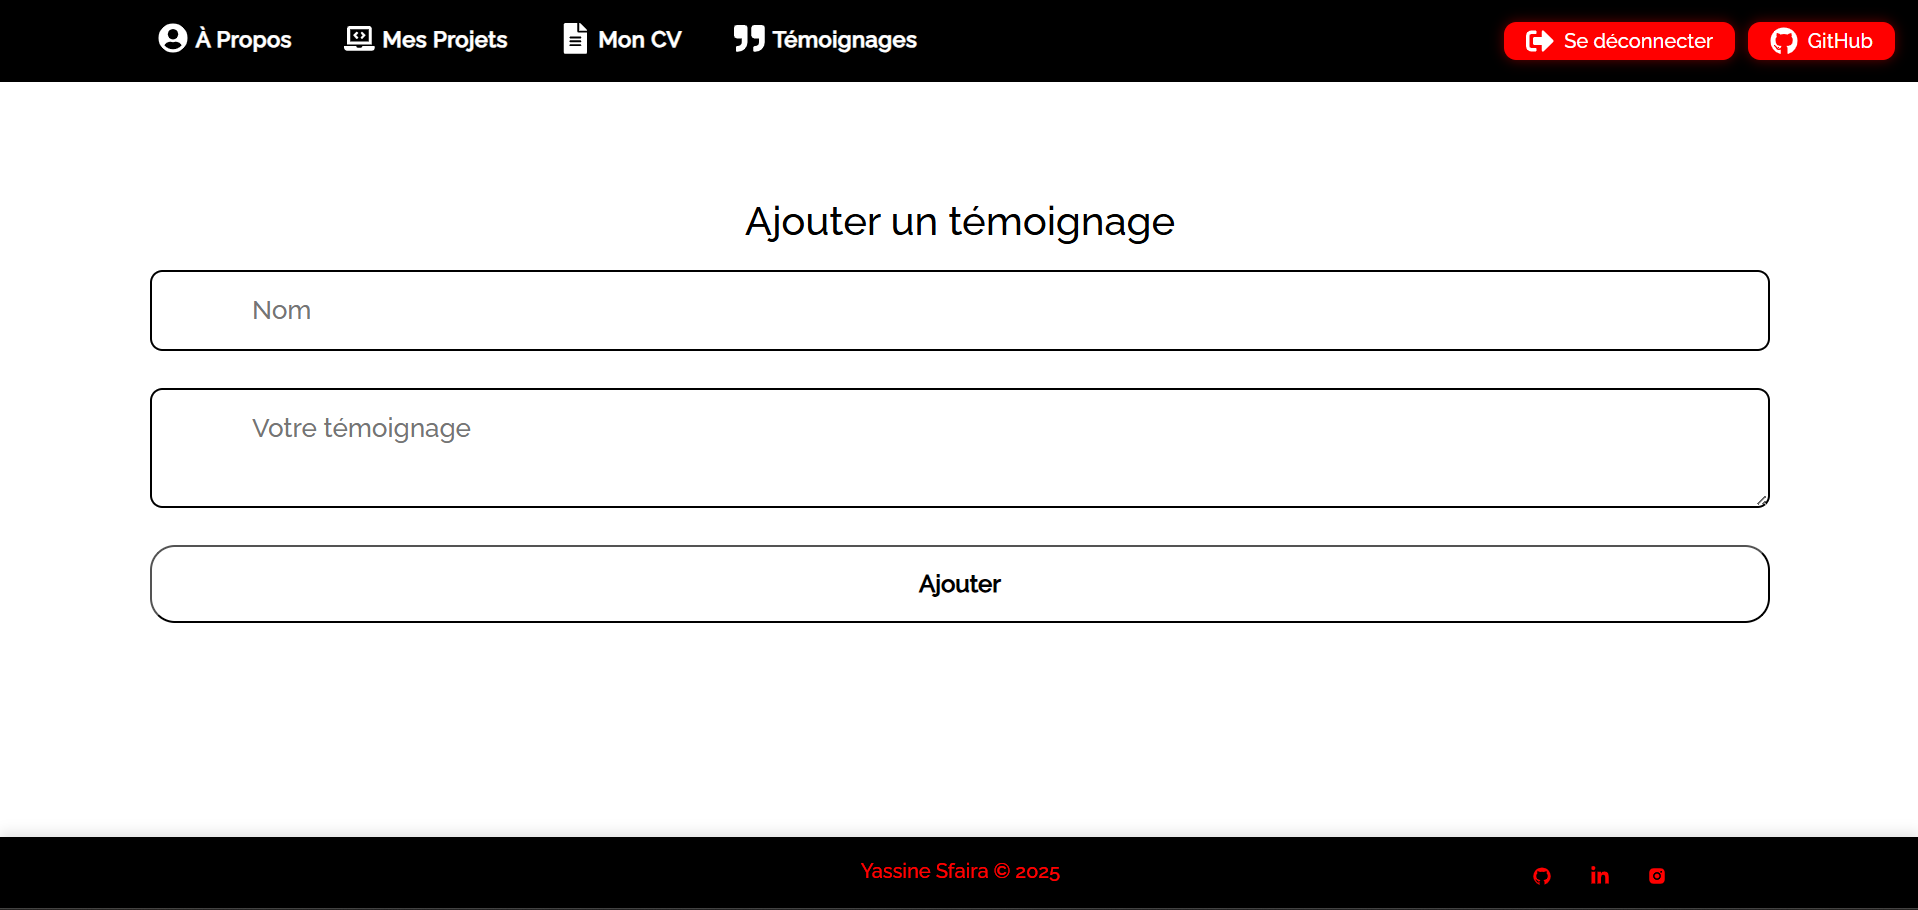 À Propos
Mes Projets
Mon CV
Témoignages
Se déconnecter
GitHub
Ajouter un témoignage
Nom
Votre témoignage
Ajouter
Yassine Sfaira © 2025